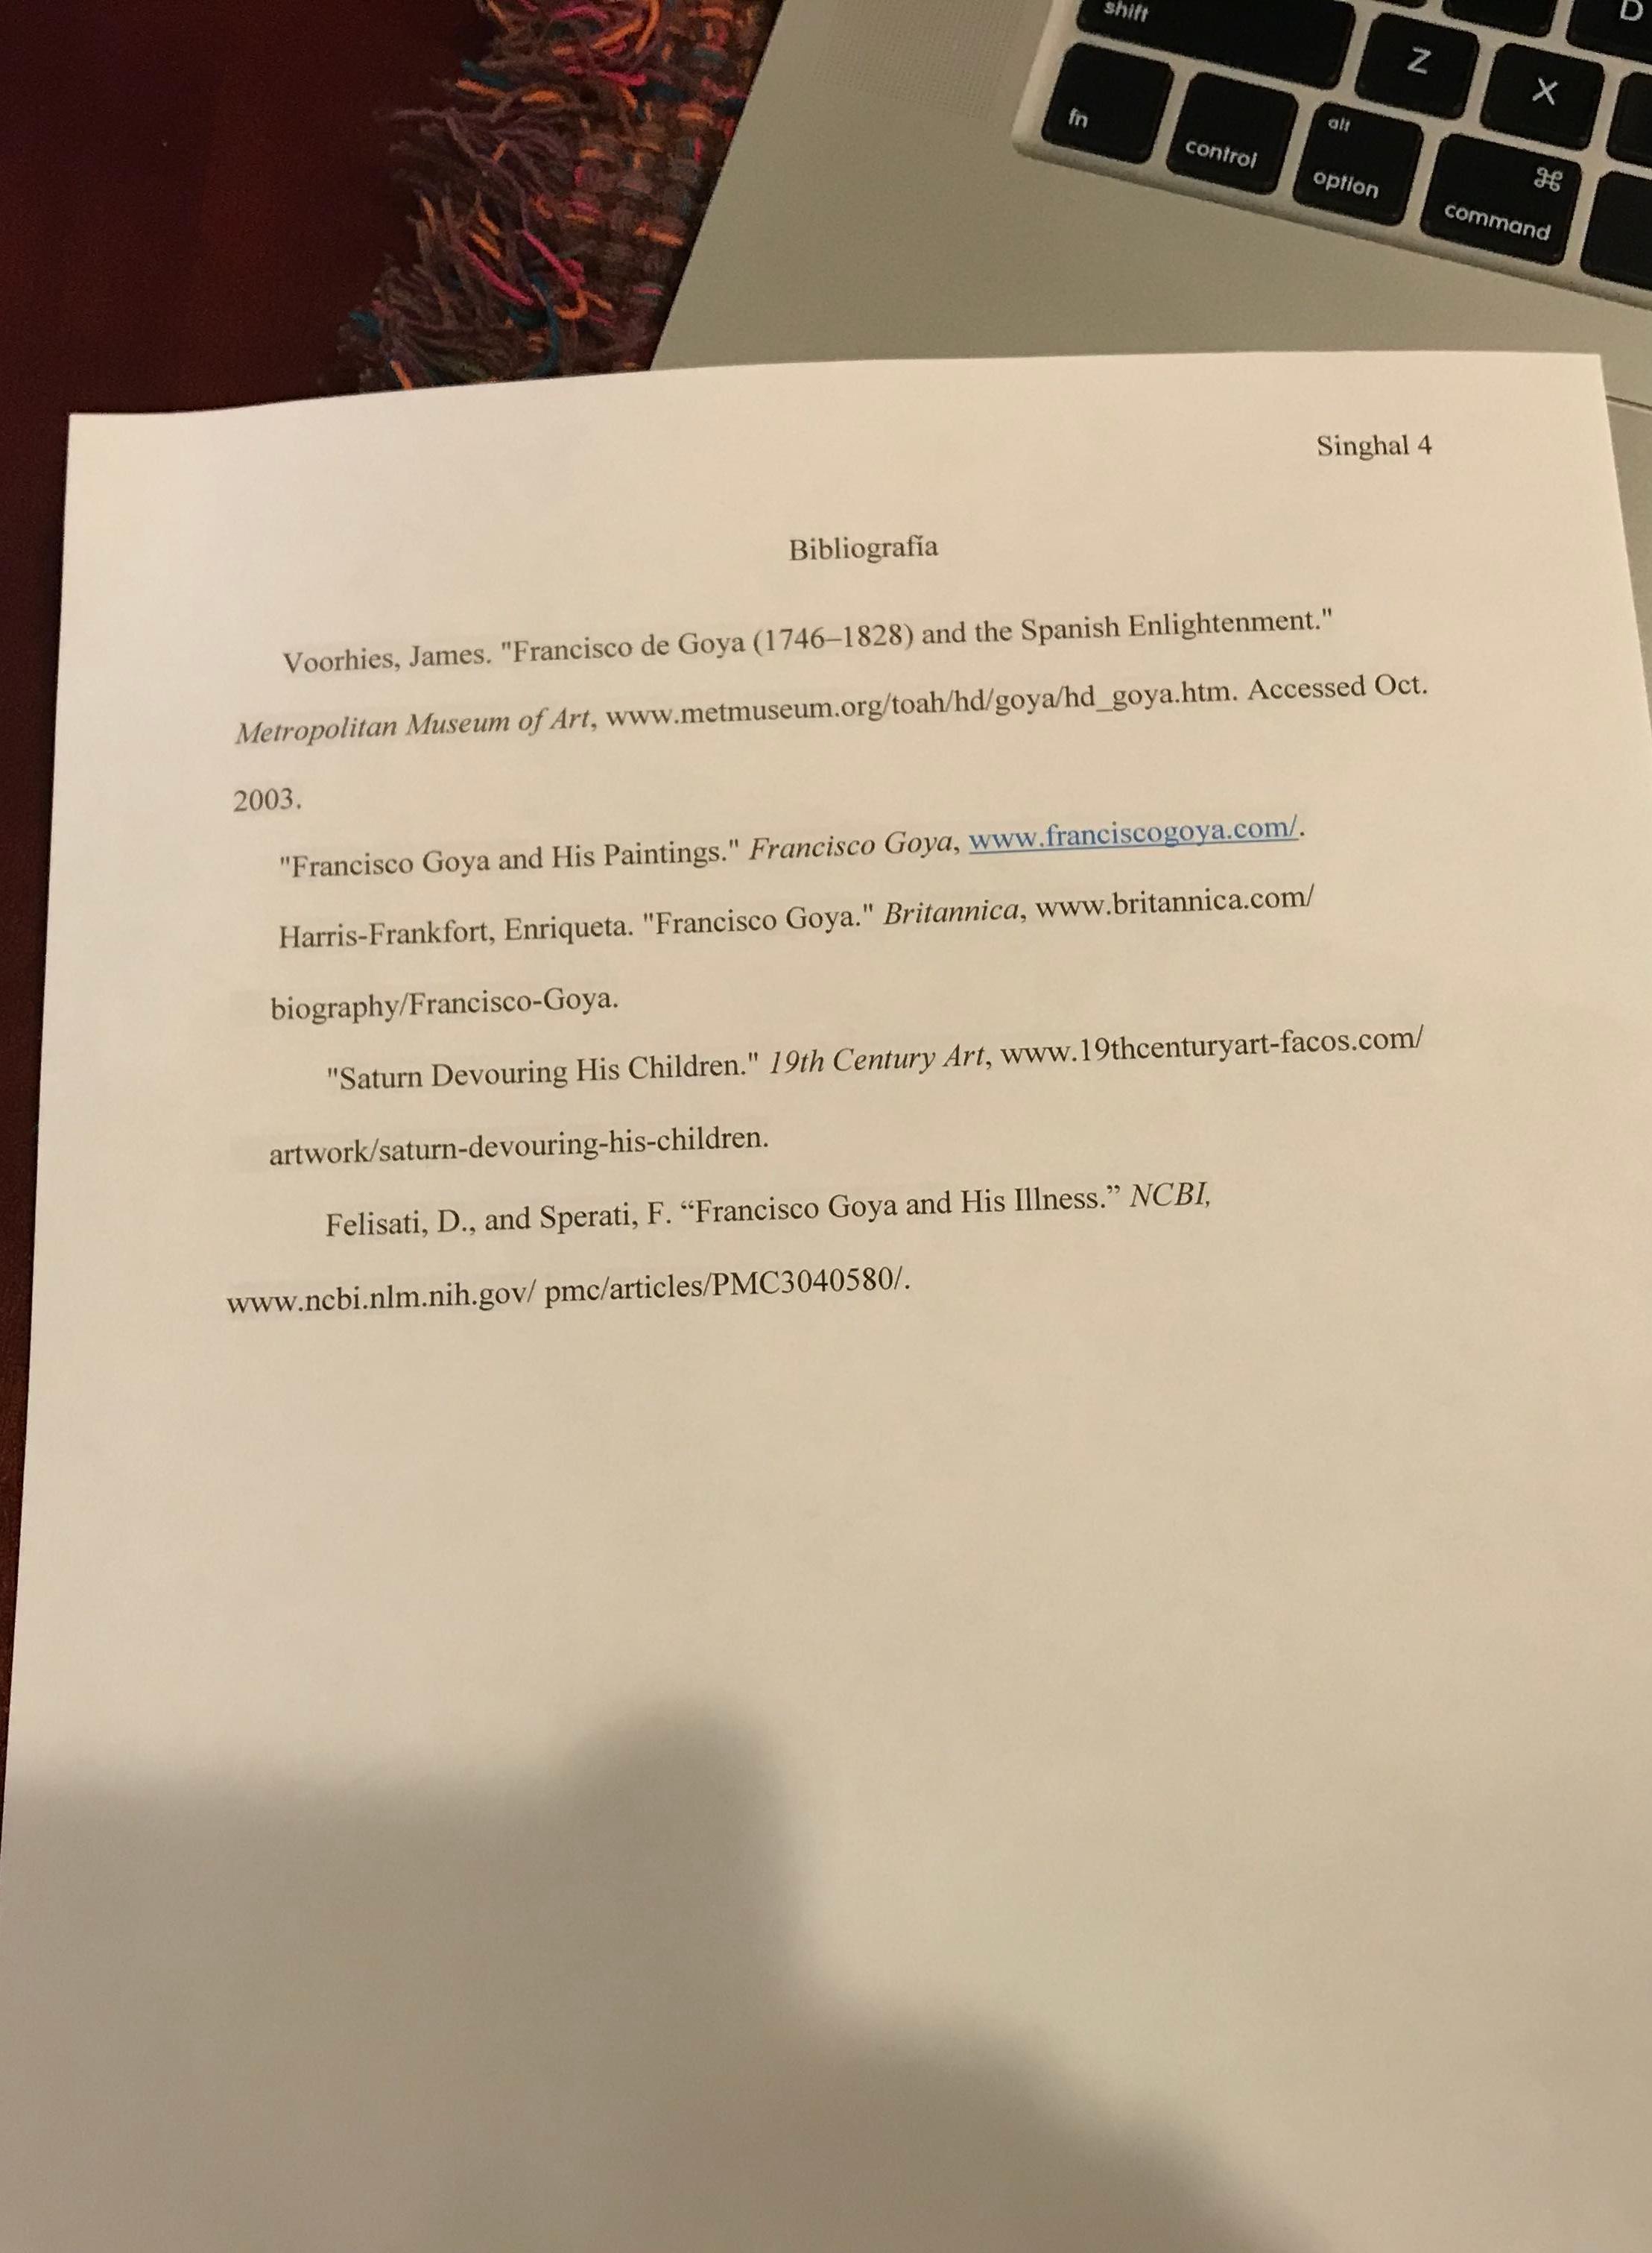 shift
Z
X
D
fn
control
alt
option
⌘
command
Singhal 4
Bibliografía
Voorhies, James. "Francisco de Goya (1746–1828) and the Spanish Enlightenment."
Metropolitan Museum of Art, www.metmuseum.org/toah/hd/goya/hd_goya.htm. Accessed Oct.
2003.
"Francisco Goya and His Paintings." Francisco Goya, www.franciscogoya.com/.
Harris-Frankfort, Enriqueta. "Francisco Goya." Britannica, www.britannica.com/
biography/Francisco-Goya.
"Saturn Devouring His Children." 19th Century Art, www.19thcenturyart-facos.com/
artwork/saturn-devouring-his-children.
Felisati, D., and Sperati, F. “Francisco Goya and His Illness.” NCBI,
www.ncbi.nlm.nih.gov/ pmc/articles/PMC3040580/.